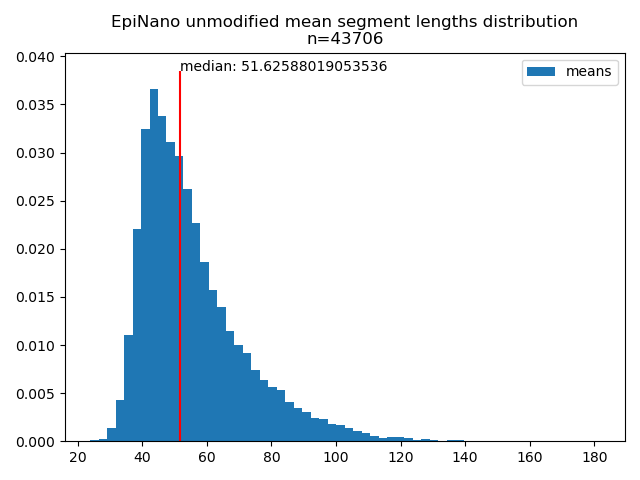 EpiNano unmodified mean segment lengths distribution
n=43706
median: 51.62588019053536
means
0.040
0.035
0.030
0.025
0.020
0.015
0.010
0.005
0.000
20 40 60 80 100 120 140 160 180